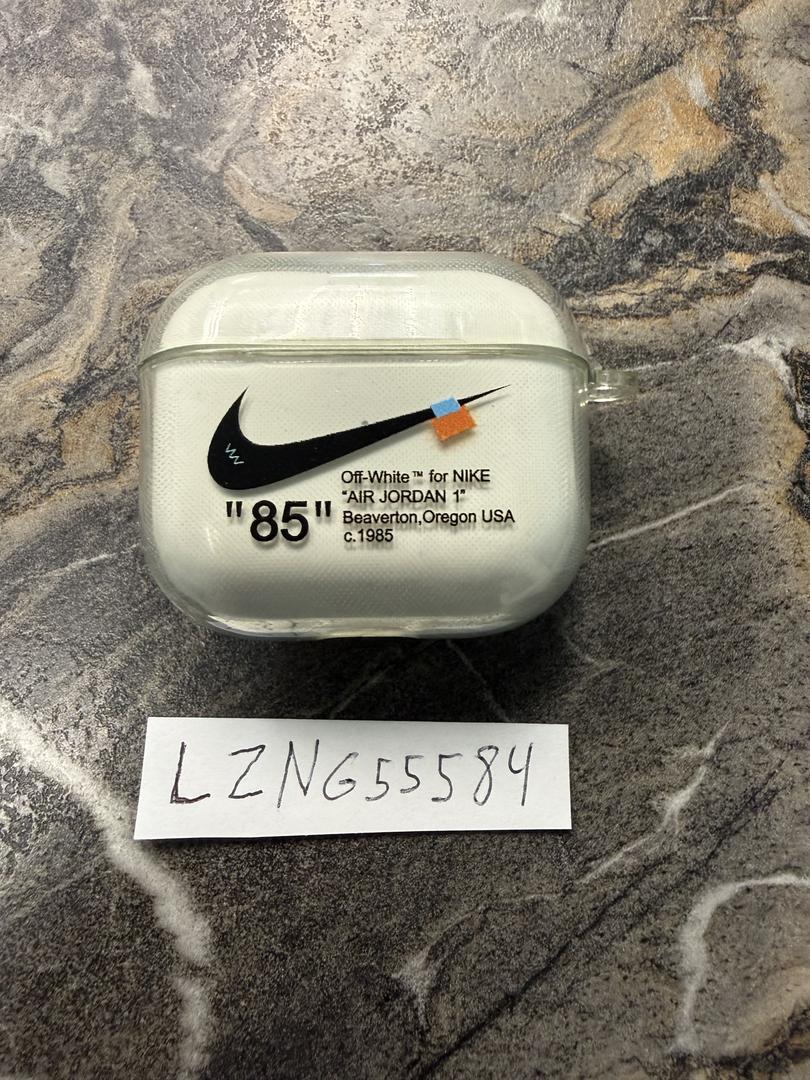 Off-White™ for NIKE
"AIR JORDAN 1"
"85"
Beaverton,Oregon USA
c.1985
LZNG55584